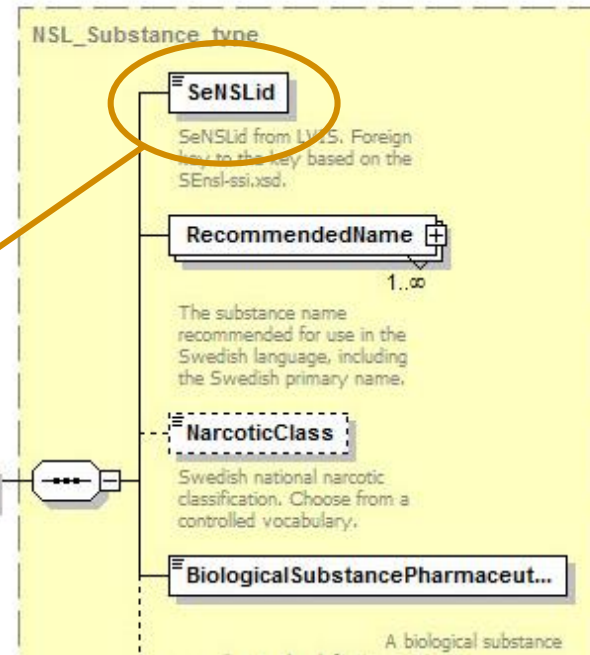 NSL_Substance_type
SeNSLid
SeNSLid from LVIS. Foreign
key to the key based on the
SEnsl-ssi.xsd.
RecommendedName
1..∞
The substance name
recommended for use in the
Swedish language, including
the Swedish primary name.
NarcoticClass
Swedish national narcotic
classification. Choose from a
controlled vocabulary.
BiologicalSubstancePharmaceut...
A biological substance